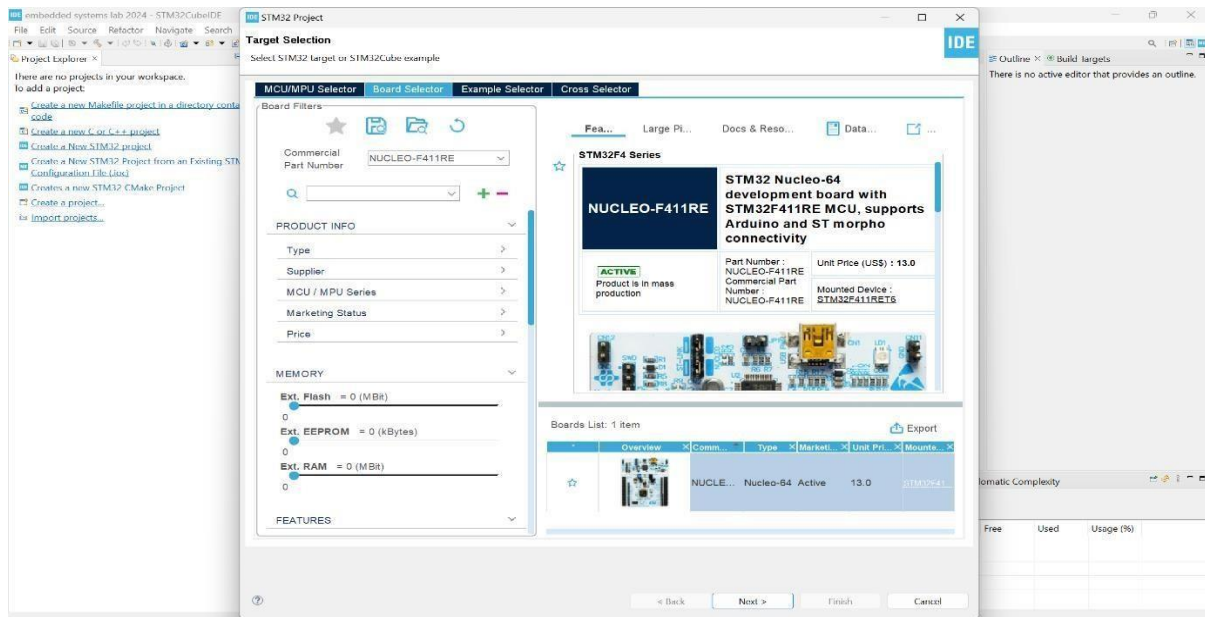 IDE embedded systems lab 2024 - STM32CubeIDE
File Edit Source Refactor Navigate Search
Project Explorer ×
There are no projects in your workspace.
To add a project:
Create a new Makefile project in a directory conta
code
Create a new C or C++ project
Create a New STM32 project
Create a New STM32 Project from an Existing STM
Configuration File (.ioc)
Creates a new STM32 CMake Project
Create a project...
Import projects...
IDE STM32 Project
Target Selection
IDE
Select STM32 target or STM32Cube example
MCU/MPU Selector Board Selector Example Selector Cross Selector
Board Filters
Commercial
Part Number
NUCLEO-F411RE
PRODUCT INFO
Type
Supplier
MCU / MPU Series
Marketing Status
Price
MEMORY
Ext. Flash = 0 (MBit)
0
Ext. EEPROM = 0 (kBytes)
0
Ext. RAM = 0 (MBit)
0
FEATURES
Fea... Large Pi... Docs & Reso... Data... ...
STM32F4 Series
NUCLEO-F411RE
STM32 Nucleo-64
development board with
STM32F411RE MCU, supports
Arduino and ST morpho
connectivity
ACTIVE
Product is in mass
production
Part Number :
NUCLEO-F411RE
Commercial Part
Number :
NUCLEO-F411RE
Unit Price (US$) : 13.0
Mounted Device :
STM32F411RET6
Boards List: 1 item
Export
* Overview Comm... Type Marketi... Unit Pri... Mounte...
NUCLE... Nucleo-64 Active 13.0 STM32F41...
< Back Next > Finish Cancel
Outline × Build Targets
There is no active editor that provides an outline.
lomatic Complexity
Free Used Usage (%)